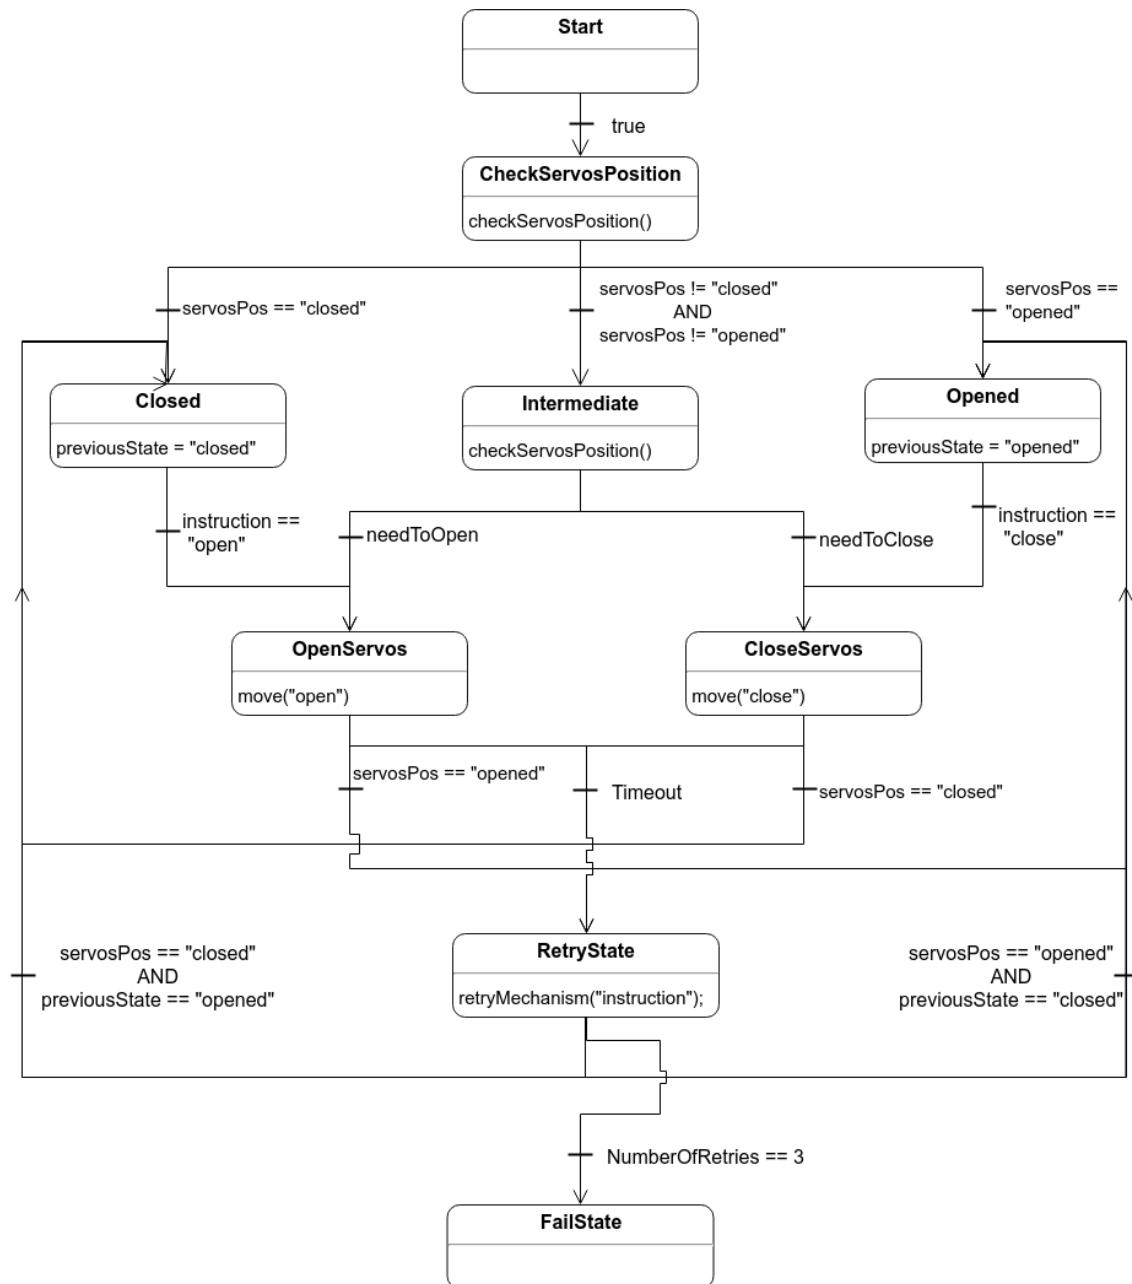 Start
true
CheckServosPosition
checkServosPosition()
servosPos == "closed"
servosPos != "closed"
AND
servosPos != "opened"
servosPos ==
"opened"
Closed
previousState = "closed"
Intermediate
checkServosPosition()
Opened
previousState = "opened"
instruction ==
"open"
needToOpen
needToClose
instruction ==
"close"
OpenServos
move("open")
CloseServos
move("close")
servosPos == "opened"
Timeout
servosPos == "closed"
servosPos == "closed"
AND
previousState == "opened"
RetryState
retryMechanism("instruction");
servosPos == "opened"
AND
previousState == "closed"
NumberOfRetries == 3
FailState